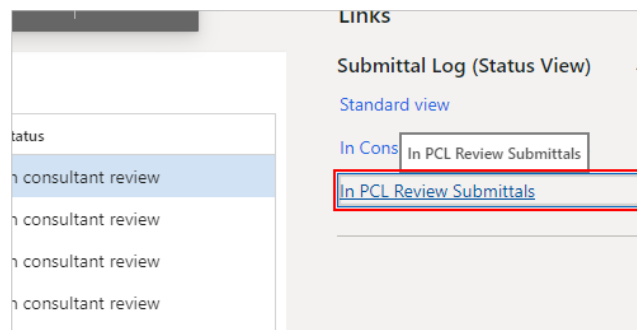 Links
Submittal Log (Status View)
Standard view
tatus
In Cons
In PCL Review Submittals
consultant review
In PCL Review Submittals
consultant review
consultant review
consultant review